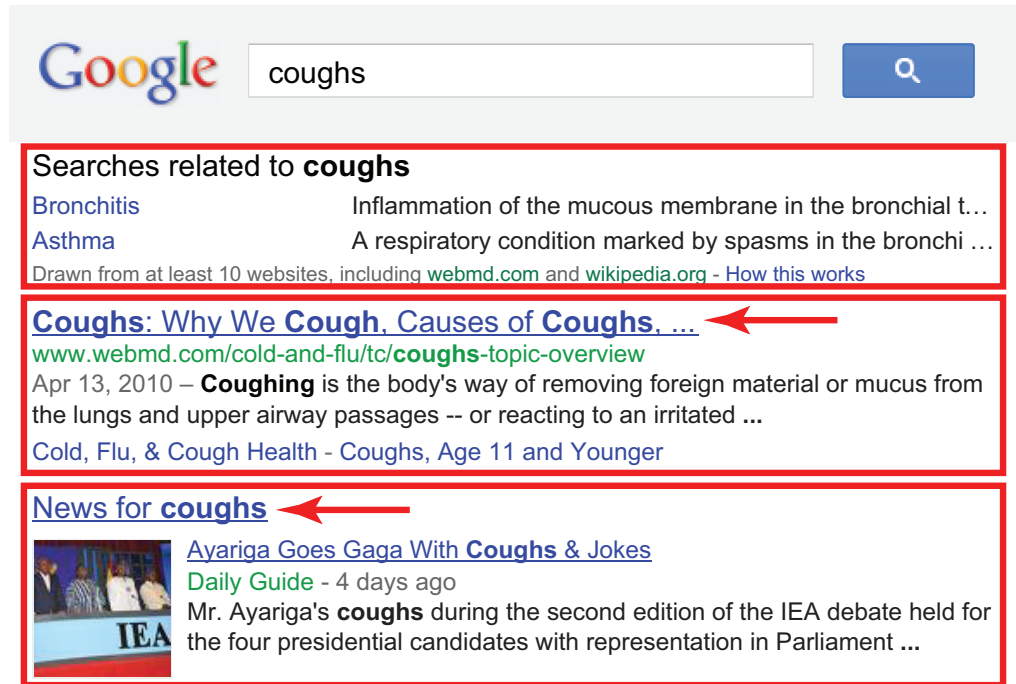 Google
coughs
Searches related to coughs
Bronchitis Inflammation of the mucous membrane in the bronchial t…
Asthma A respiratory condition marked by spasms in the bronchi …
Drawn from at least 10 websites, including webmd.com and wikipedia.org - How this works
Coughs: Why We Cough, Causes of Coughs, ...
www.webmd.com/cold-and-flu/tc/coughs-topic-overview
Apr 13, 2010 – Coughing is the body's way of removing foreign material or mucus from
the lungs and upper airway passages -- or reacting to an irritated ...
Cold, Flu, & Cough Health - Coughs, Age 11 and Younger
News for coughs
Ayariga Goes Gaga With Coughs & Jokes
Daily Guide - 4 days ago
Mr. Ayariga's coughs during the second edition of the IEA debate held for
the four presidential candidates with representation in Parliament ...
IEA